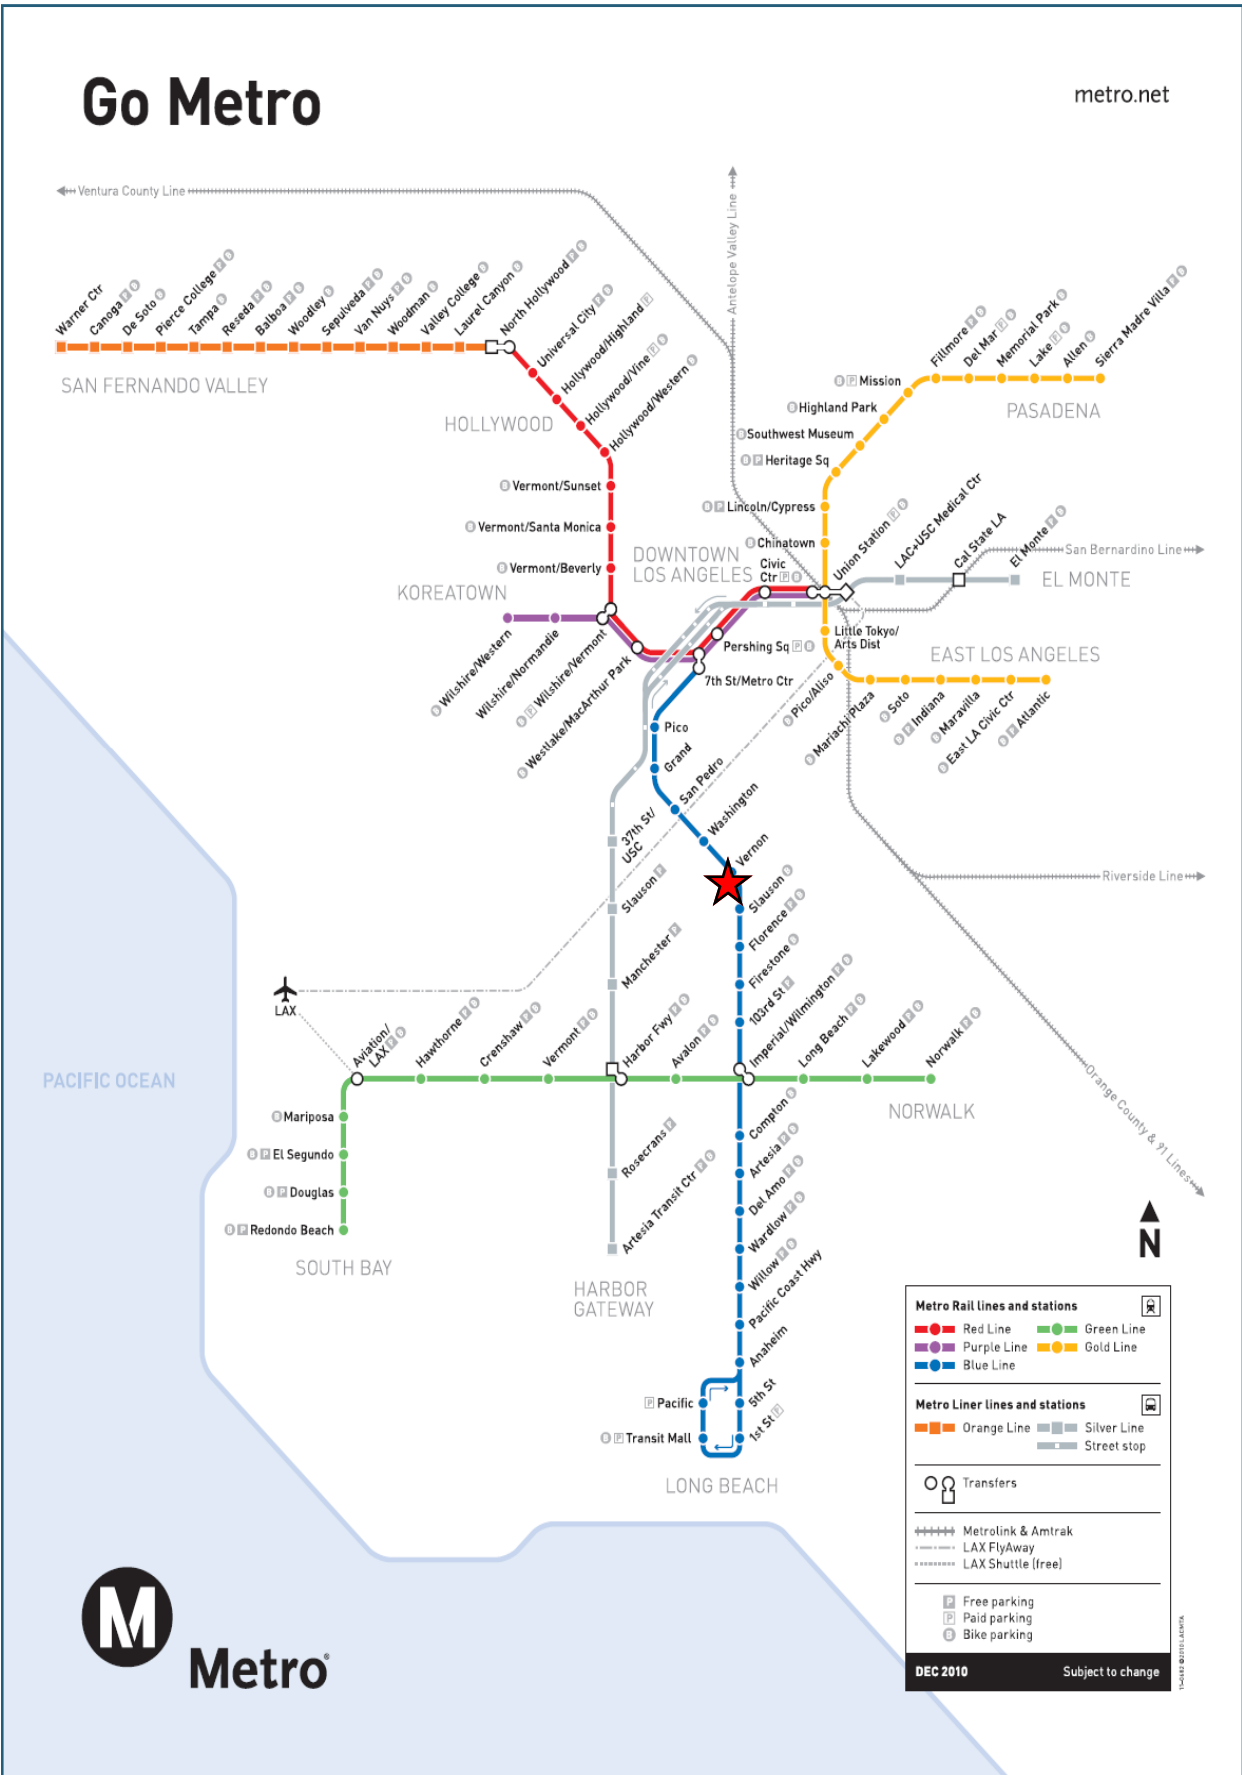 Go Metro
metro.net
Ventura County Line
Antelope Valley Line
Warner Ctr
Canoga P B
De Soto B
Pierce College P B
Tampa B
Reseda P B
Balboa P B
Woodley B
Sepulveda P B
Van Nuys P B
Woodman B
Valley College B
Laurel Canyon B
North Hollywood P B
SAN FERNANDO VALLEY
Universal City P B
Hollywood/Highland P
Hollywood/Vine P B
Hollywood/Western B
HOLLYWOOD
B Vermont/Sunset
B Vermont/Santa Monica
B Vermont/Beverly
Fillmore P B
Del Mar P B
Memorial Park B
Lake P B
Allen B
Sierra Madre Villa P B
PASADENA
B P Mission
B Highland Park
B Southwest Museum
B P Heritage Sq
B P Lincoln/Cypress
B Chinatown
Union Station P B
LAC+USC Medical Ctr
Cal State LA
El Monte P B
San Bernardino Line
EL MONTE
DOWNTOWN
LOS ANGELES
Civic
Ctr P B
KOREATOWN
B Wilshire/Western
Wilshire/Normandie
B P Wilshire/Vermont
B Westlake/MacArthur Park
Pershing Sq P B
7th St/Metro Ctr
Little Tokyo/
Arts Dist
EAST LOS ANGELES
B Pico/Aliso
B Mariachi Plaza
B Soto
B P Indiana
B Maravilla
B East LA Civic Ctr
B P Atlantic
Pico
Grand
San Pedro
Washington
Vernon
Slauson B
Florence P B
Firestone B
103rd St P
Imperial/Wilmington P B
37th St/
USC
Slauson P
Manchester P
Harbor Fwy P B
Riverside Line
LAX
Aviation/
LAX P B
Hawthorne P B
Crenshaw P B
Vermont P B
Avalon P B
Long Beach P B
Lakewood P B
Norwalk P B
NORWALK
PACIFIC OCEAN
B Mariposa
B P El Segundo
B P Douglas
B P Redondo Beach
SOUTH BAY
Rosecrans P
Artesia Transit Ctr P B
HARBOR
GATEWAY
Compton B
Artesia P B
Del Amo P B
Wardlow P B
Willow P B
Pacific Coast Hwy
Anaheim
5th St
1st St P
P Pacific
B P Transit Mall
LONG BEACH
Orange County & 91 Lines
N
Metro Rail lines and stations
Red Line
Green Line
Purple Line
Gold Line
Blue Line
Metro Liner lines and stations
Orange Line
Silver Line
Street stop
Transfers
Metrolink & Amtrak
LAX FlyAway
LAX Shuttle (free)
P Free parking
P Paid parking
B Bike parking
DEC 2010
Subject to change
11-0682 ©2010 LACMTA
M
Metro®